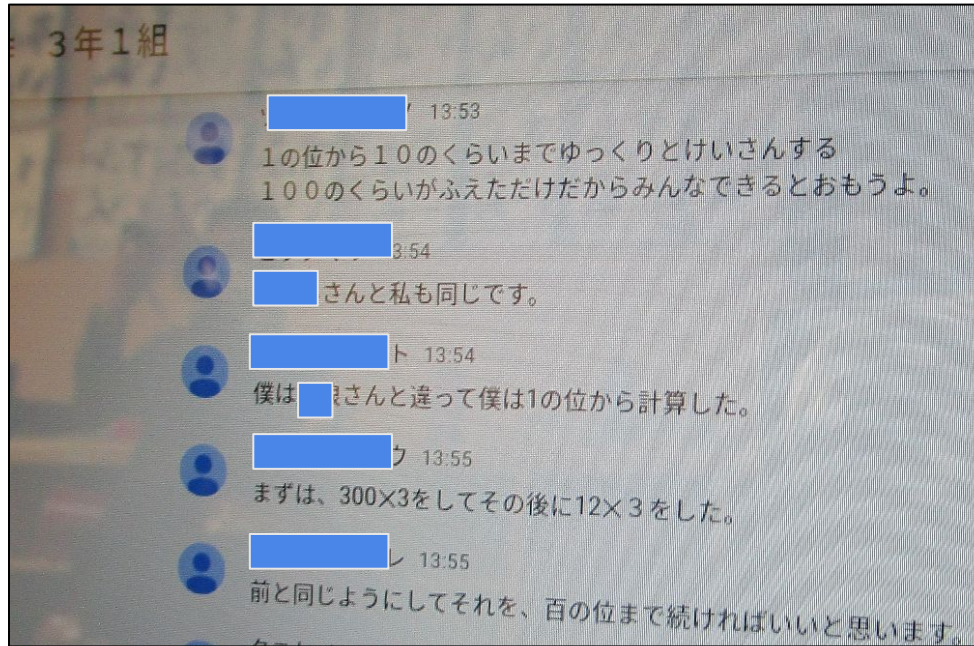 3年1組
13:53
1の位から10のくらいまでゆっくりとけいさんする
100のくらいがふえただけだからみんなできるとおもうよ。
3:54
さんと私も同じです。
ト 13:54
僕は さんと違って僕は1の位から計算した。
ウ 13:55
まずは、300×3をしてその後に12×3をした。
レ 13:55
前と同じようにしてそれを、百の位まで続ければいいと思います。